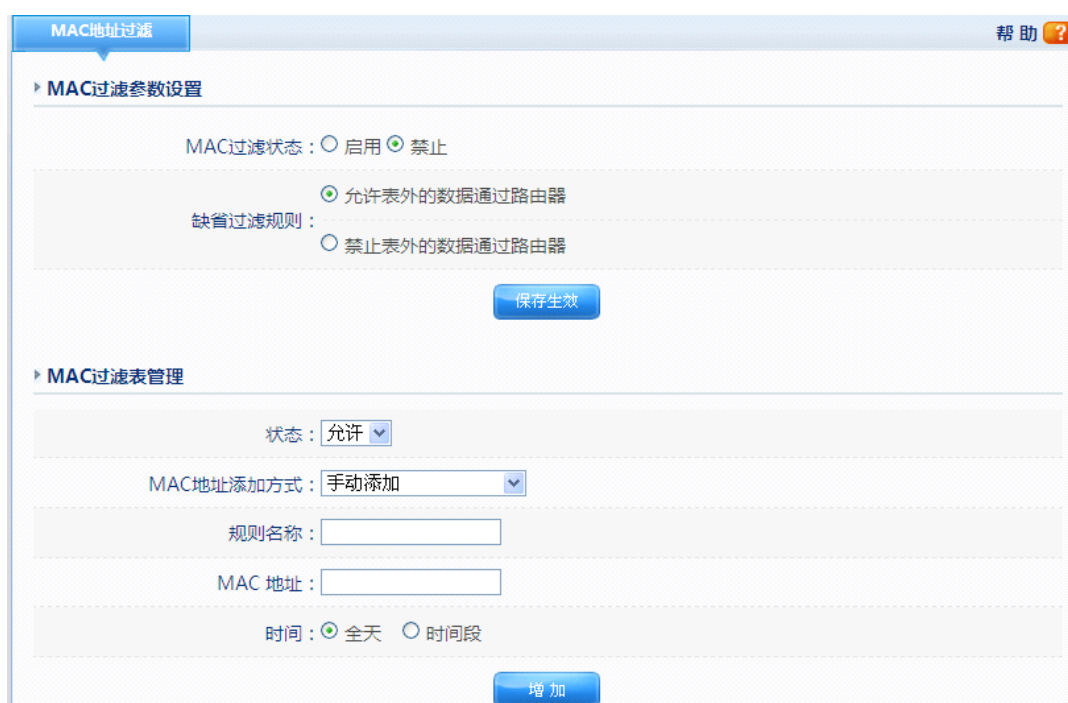 MAC地址过滤
帮 助 ?
MAC过滤参数设置
MAC过滤状态：启用 禁止
允许表外的数据通过路由器
缺省过滤规则：
禁止表外的数据通过路由器
保存生效
MAC过滤表管理
状态：允许
MAC地址添加方式：手动添加
规则名称：
MAC 地址：
时间：全天 时间段
增 加